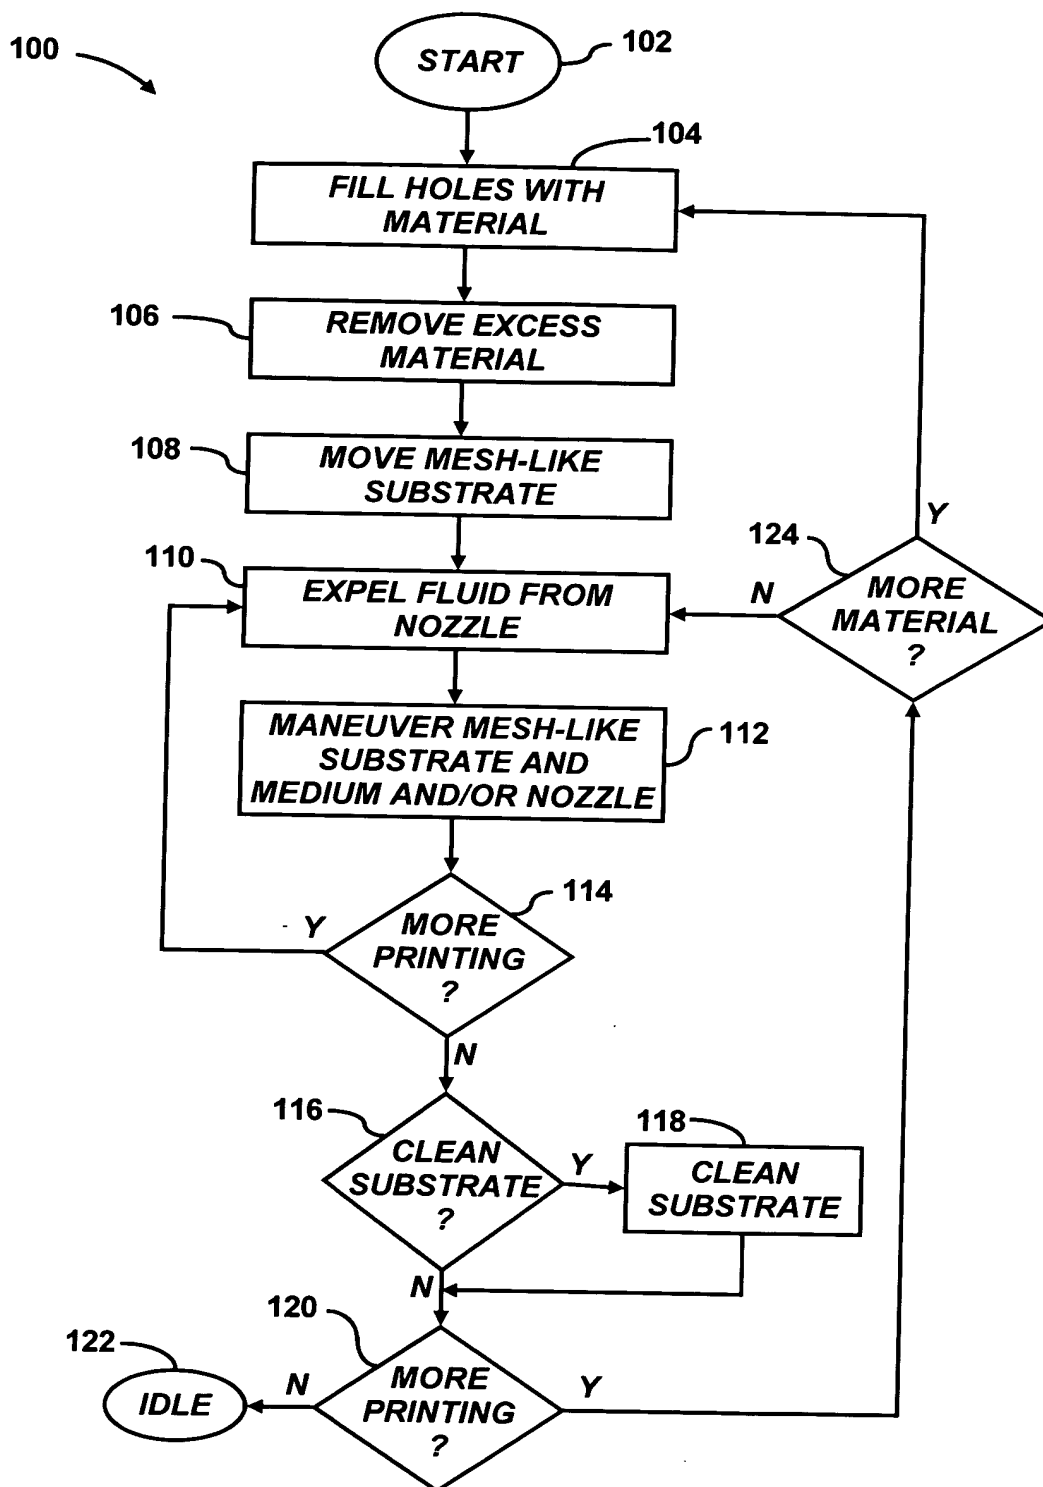 100
START
102
104
FILL HOLES WITH
MATERIAL
106
REMOVE EXCESS
MATERIAL
108
MOVE MESH-LIKE
SUBSTRATE
110
EXPEL FLUID FROM
NOZZLE
124
Y
N
MORE
MATERIAL
?
MANEUVER MESH-LIKE
SUBSTRATE AND
MEDIUM AND/OR NOZZLE
112
114
Y
MORE
PRINTING
?
N
116
CLEAN
SUBSTRATE
?
Y
118
CLEAN
SUBSTRATE
N
120
122
IDLE
N
MORE
PRINTING
?
Y